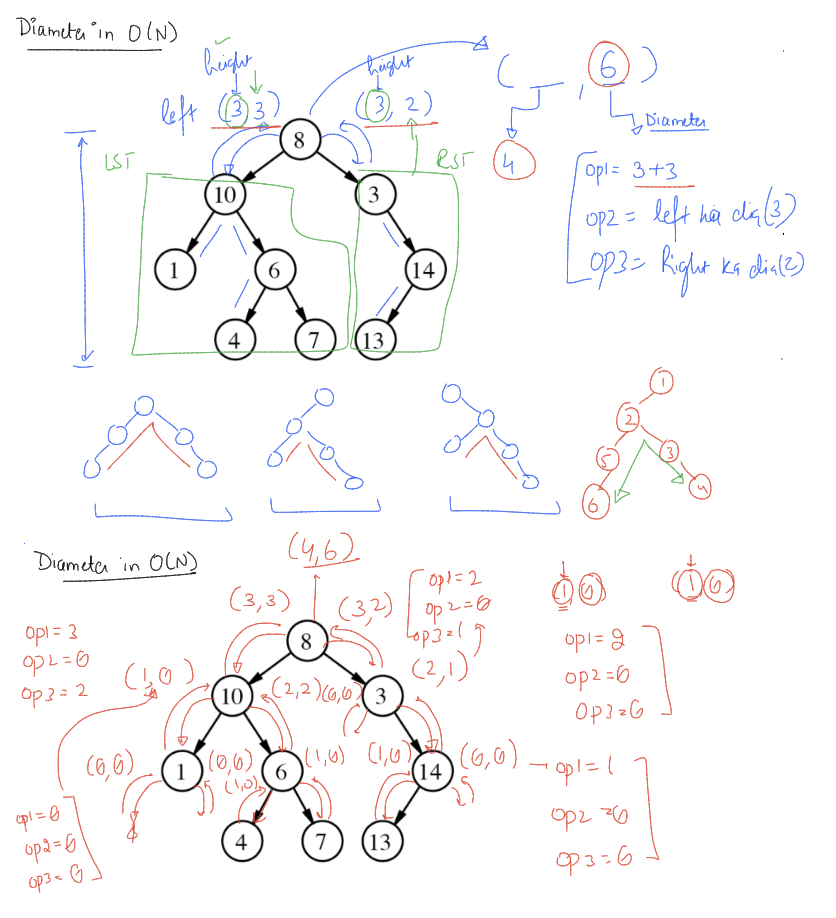 Diameter in O(N)
height
height
left (3 3)
(3, 2)
( __ , 6 )
4
Diameter
LST
RST
op1 = 3+3
op2 = left ka dia(3)
OP3 = Right ka dia(2)
8
10
3
1
6
14
4
7
13
1
2
5
3
6
4
Diameter in O(N)
(4,6)
(3,3)
(3,2)
op1=2
op2=0
op3=1
(2,1)
1 0
(1 0)
op1=3
op2=0
op3=2
(1,0)
8
op1=2
op2=0
op3=0
10
(2,2)
(0,0)
3
(0,0)
1
(0,0)
6
(1,0)
(1,0)
(1,0)
14
(0,0)
op1=1
op2=0
op3=0
op1=0
op2=0
op3=0
4
7
13